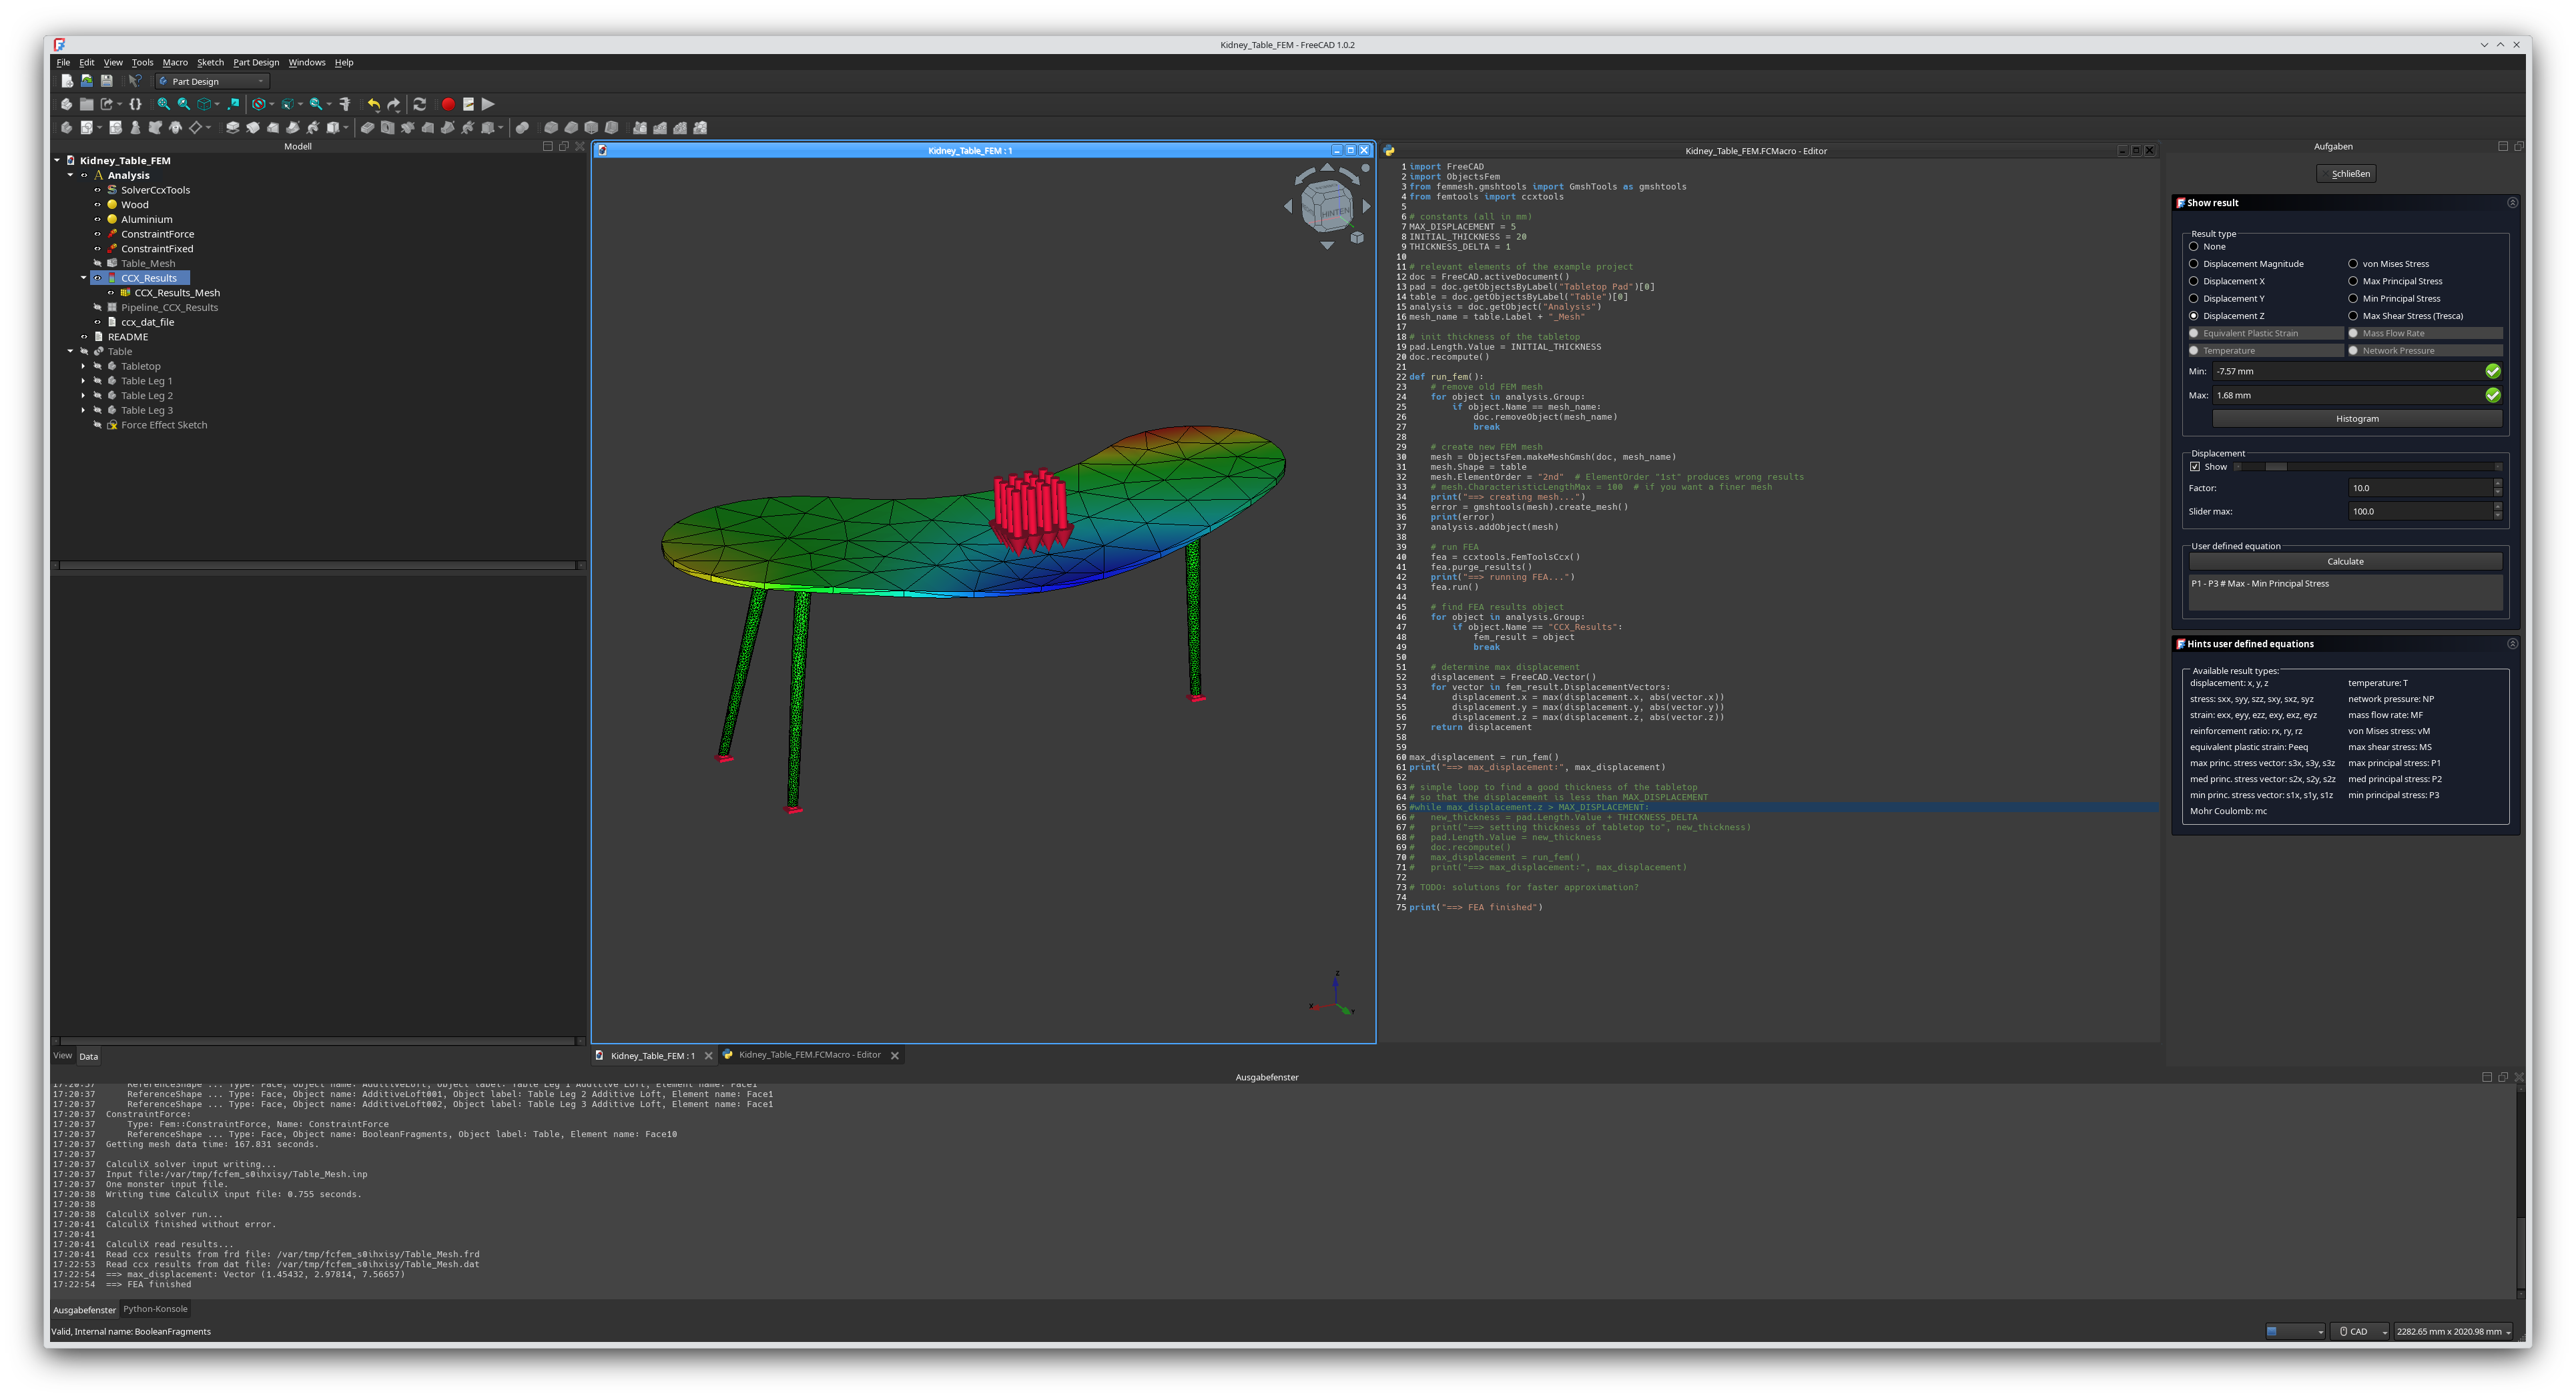 Kidney_Table_FEM - FreeCAD 1.0.2
File Edit View Tools Macro Sketch Part Design Windows Help
Part Design
Modell
Kidney_Table_FEM
Analysis
SolverCcxTools
Wood
Aluminium
ConstraintForce
ConstraintFixed
Table_Mesh
CCX_Results
CCX_Results_Mesh
Pipeline_CCX_Results
ccx_dat_file
README
Table
Tabletop
Table Leg 1
Table Leg 2
Table Leg 3
Force Effect Sketch
View Data
Kidney_Table_FEM : 1
HINTEN
Z
X
Y
Kidney_Table_FEM : 1
Kidney_Table_FEM.FCMacro - Editor
Kidney_Table_FEM.FCMacro - Editor
1 import FreeCAD
2 import ObjectsFem
3 from femmesh.gmshtools import GmshTools as gmshtools
4 from femtools import ccxtools
5
6 # constants (all in mm)
7 MAX_DISPLACEMENT = 5
8 INITIAL_THICKNESS = 20
9 THICKNESS_DELTA = 1
10
11 # relevant elements of the example project
12 doc = FreeCAD.activeDocument()
13 pad = doc.getObjectsByLabel("Tabletop Pad")[0]
14 table = doc.getObjectsByLabel("Table")[0]
15 analysis = doc.getObject("Analysis")
16 mesh_name = table.Label + "_Mesh"
17
18 # init thickness of the tabletop
19 pad.Length.Value = INITIAL_THICKNESS
20 doc.recompute()
21
22 def run_fem():
23     # remove old FEM mesh
24     for object in analysis.Group:
25         if object.Name == mesh_name:
26             doc.removeObject(mesh_name)
27             break
28
29     # create new FEM mesh
30     mesh = ObjectsFem.makeMeshGmsh(doc, mesh_name)
31     mesh.Shape = table
32     mesh.ElementOrder = "2nd"  # ElementOrder "1st" produces wrong results
33     # mesh.CharacteristicLengthMax = 100  # if you want a finer mesh
34     print("==> creating mesh...")
35     error = gmshtools(mesh).create_mesh()
36     print(error)
37     analysis.addObject(mesh)
38
39     # run FEA
40     fea = ccxtools.FemToolsCcx()
41     fea.purge_results()
42     print("==> running FEA...")
43     fea.run()
44
45     # find FEA results object
46     for object in analysis.Group:
47         if object.Name == "CCX_Results":
48             fem_result = object
49             break
50
51     # determine max displacement
52     displacement = FreeCAD.Vector()
53     for vector in fem_result.DisplacementVectors:
54         displacement.x = max(displacement.x, abs(vector.x))
55         displacement.y = max(displacement.y, abs(vector.y))
56         displacement.z = max(displacement.z, abs(vector.z))
57     return displacement
58
59
60 max_displacement = run_fem()
61 print("==> max_displacement:", max_displacement)
62
63 # simple loop to find a good thickness of the tabletop
64 # so that the displacement is less than MAX_DISPLACEMENT
65 #while max_displacement.z > MAX_DISPLACEMENT:
66 #   new_thickness = pad.Length.Value + THICKNESS_DELTA
67 #   print("==> setting thickness of tabletop to", new_thickness)
68 #   pad.Length.Value = new_thickness
69 #   doc.recompute()
70 #   max_displacement = run_fem()
71 #   print("==> max_displacement:", max_displacement)
72
73 # TODO: solutions for faster approximation?
74
75 print("==> FEA finished")
Aufgaben
Schließen
Show result
Result type
None
Displacement Magnitude von Mises Stress
Displacement X Max Principal Stress
Displacement Y Min Principal Stress
Displacement Z Max Shear Stress (Tresca)
Equivalent Plastic Strain Mass Flow Rate
Temperature Network Pressure
Min: -7.57 mm
Max: 1.68 mm
Histogram
Displacement
Show
Factor: 10.0
Slider max: 100.0
User defined equation
Calculate
P1 - P3 # Max - Min Principal Stress
Hints user defined equations
Available result types:
displacement: x, y, z temperature: T
stress: sxx, syy, szz, sxy, sxz, syz network pressure: NP
strain: exx, eyy, ezz, exy, exz, eyz mass flow rate: MF
reinforcement ratio: rx, ry, rz von Mises stress: vM
equivalent plastic strain: Peeq max shear stress: MS
max princ. stress vector: s3x, s3y, s3z max principal stress: P1
med princ. stress vector: s2x, s2y, s2z med principal stress: P2
min princ. stress vector: s1x, s1y, s1z min principal stress: P3
Mohr Coulomb: mc
Ausgabefenster
17:20:37     ReferenceShape ... Type: Face, Object name: AdditiveLoft, Object label: Table Leg 1 Additive Loft, Element name: Face1
17:20:37     ReferenceShape ... Type: Face, Object name: AdditiveLoft001, Object label: Table Leg 2 Additive Loft, Element name: Face1
17:20:37     ReferenceShape ... Type: Face, Object name: AdditiveLoft002, Object label: Table Leg 3 Additive Loft, Element name: Face1
17:20:37  ConstraintForce:
17:20:37     Type: Fem::ConstraintForce, Name: ConstraintForce
17:20:37     ReferenceShape ... Type: Face, Object name: BooleanFragments, Object label: Table, Element name: Face10
17:20:37  Getting mesh data time: 167.831 seconds.
17:20:37
17:20:37  CalculiX solver input writing...
17:20:37  Input file:/var/tmp/fcfem_s0ihxisy/Table_Mesh.inp
17:20:37  One monster input file.
17:20:38  Writing time CalculiX input file: 0.755 seconds.
17:20:38
17:20:38  CalculiX solver run...
17:20:41  CalculiX finished without error.
17:20:41
17:20:41  CalculiX read results...
17:20:41  Read ccx results from frd file: /var/tmp/fcfem_s0ihxisy/Table_Mesh.frd
17:22:53  Read ccx results from dat file: /var/tmp/fcfem_s0ihxisy/Table_Mesh.dat
17:22:54  ==> max_displacement: Vector (1.45432, 2.97814, 7.56657)
17:22:54  ==> FEA finished
Ausgabefenster Python-Konsole
Valid, Internal name: BooleanFragments
CAD
2282.65 mm x 2020.98 mm